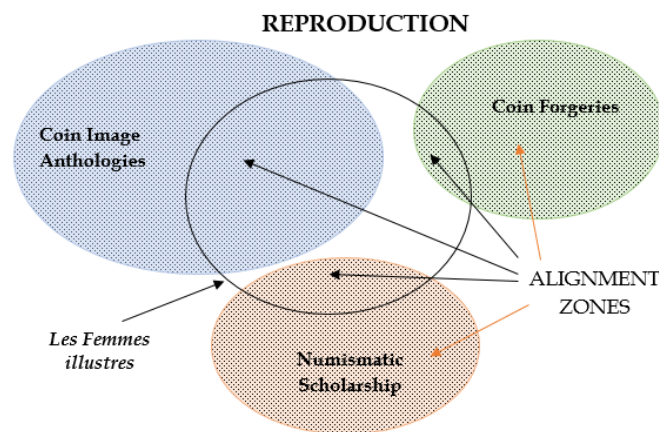 REPRODUCTION
Coin Image
Anthologies
Coin Forgeries
ALIGNMENT
ZONES
Les Femmes
illustres
Numismatic
Scholarship